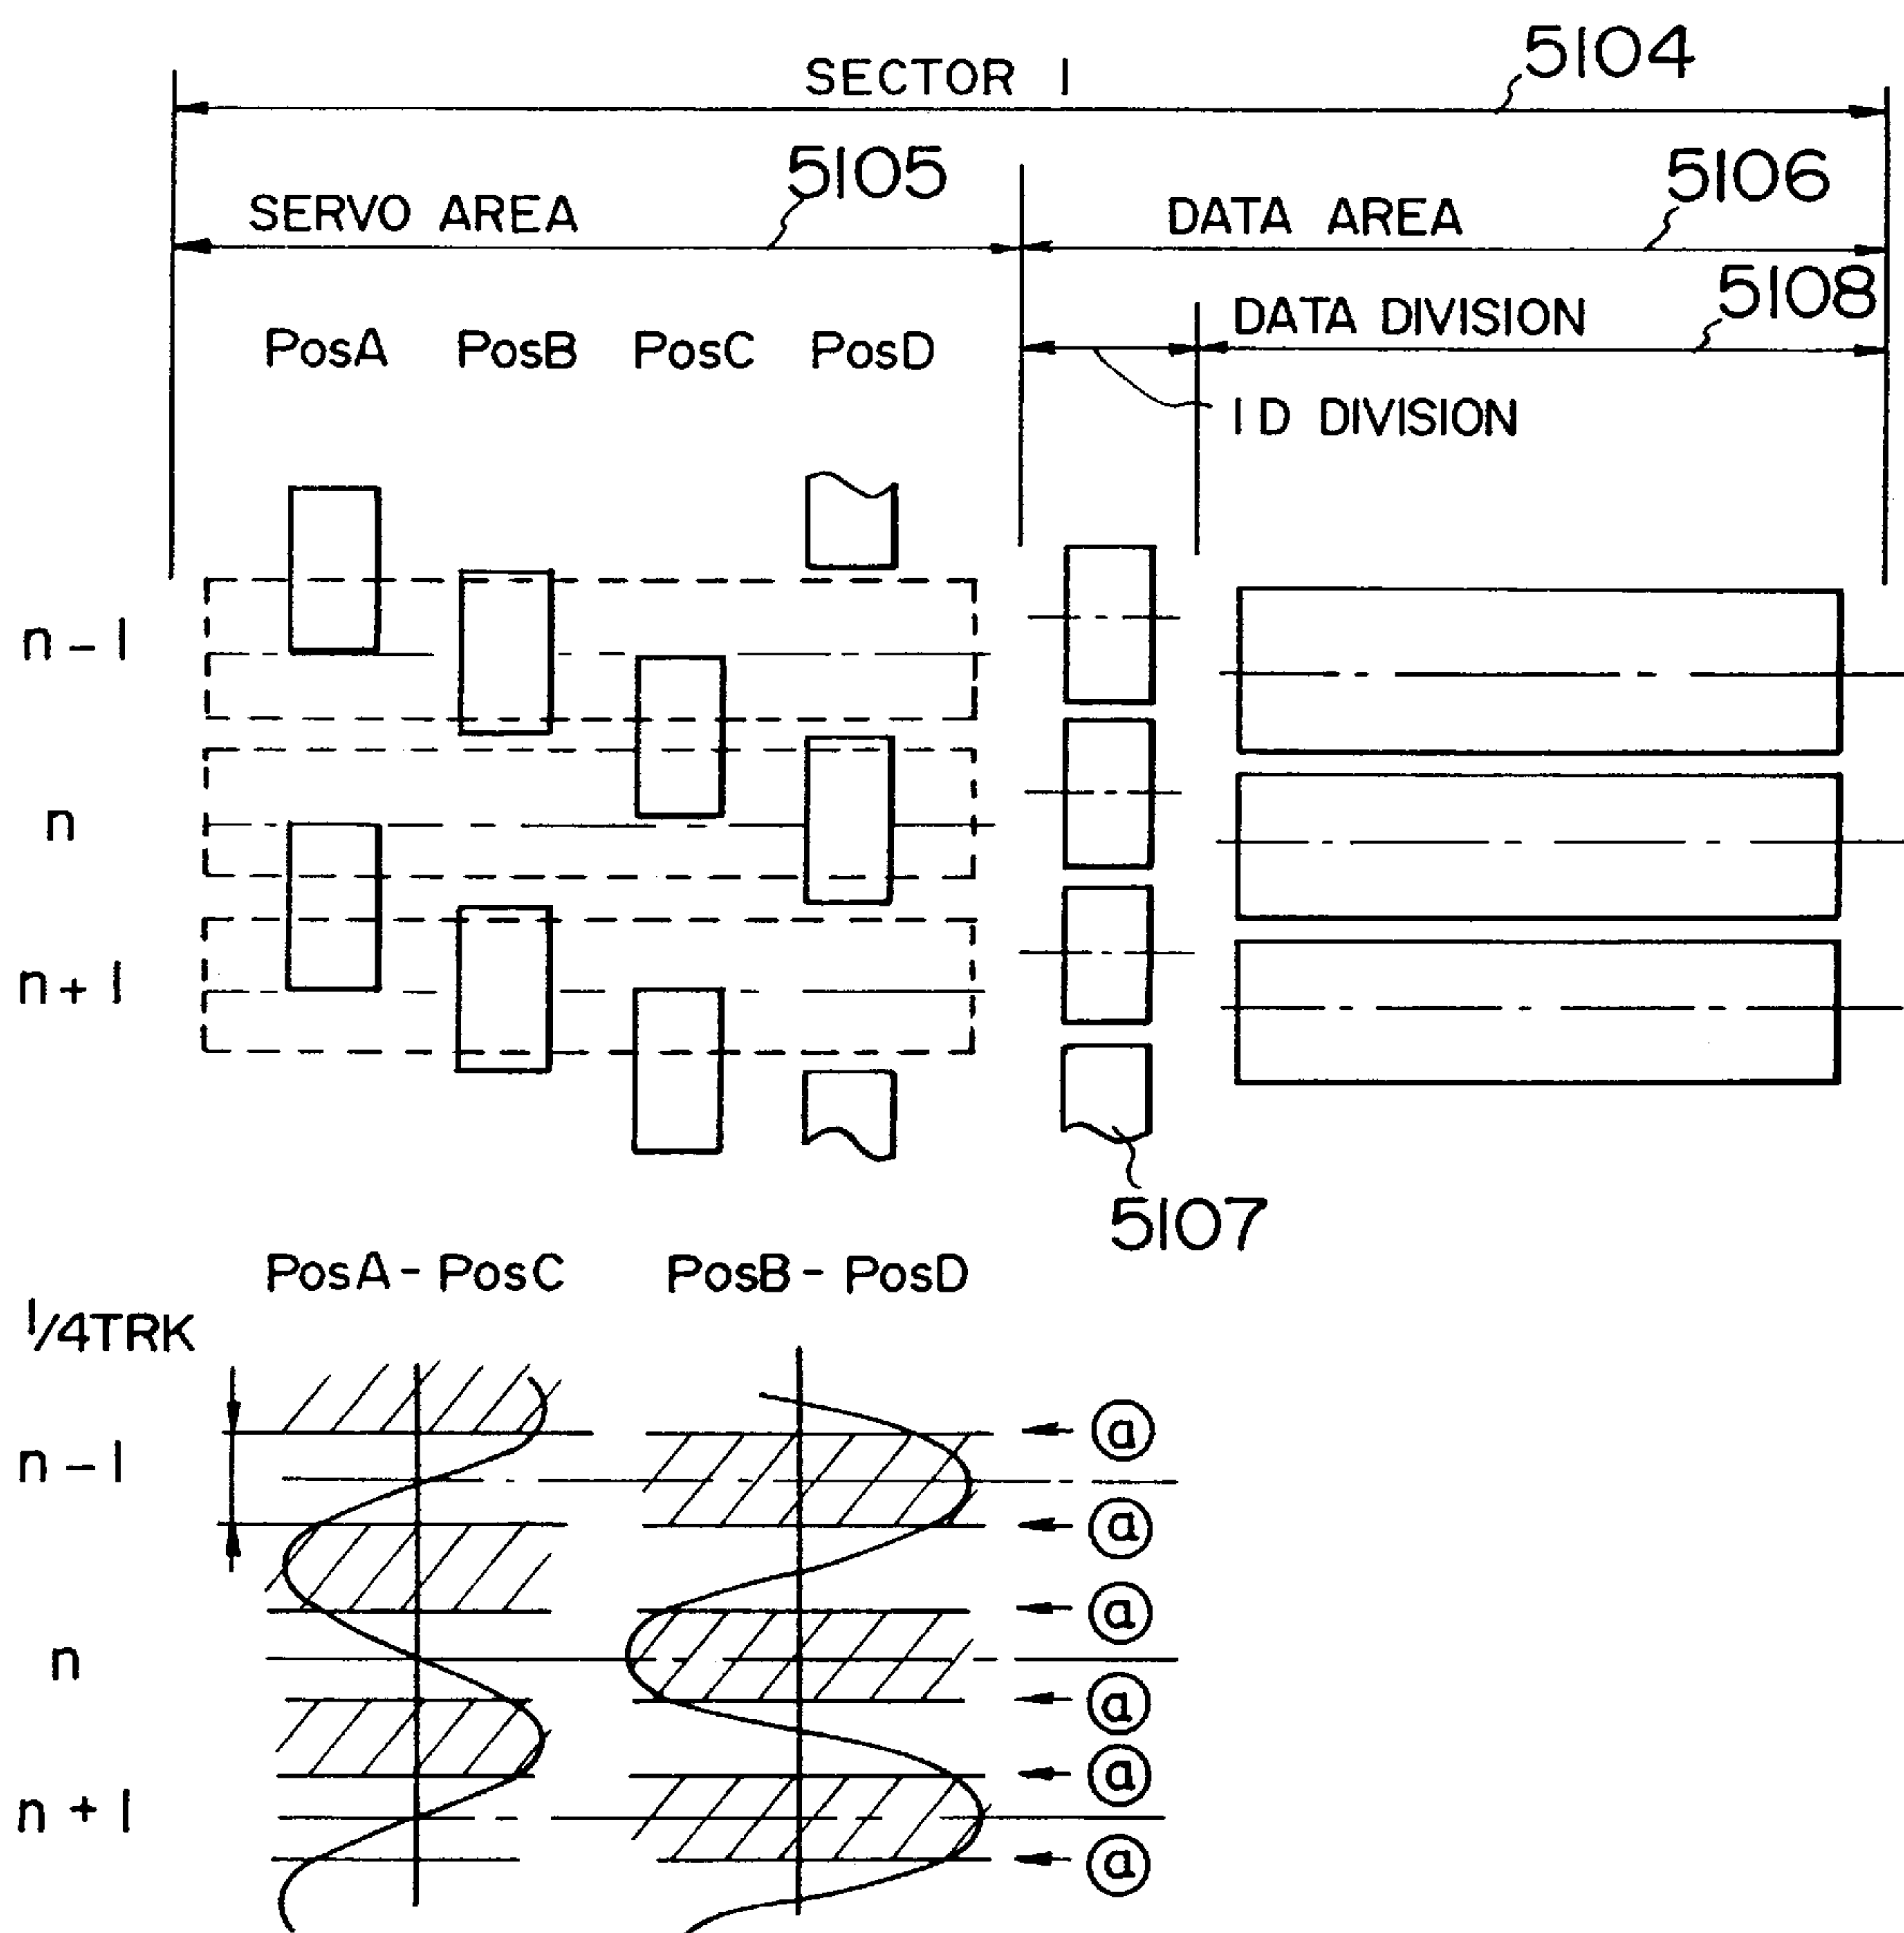 5104
SECTOR 1
5105
5106
SERVO AREA
DATA AREA
5108
DATA DIVISION
PosA PosB PosC PosD
ID DIVISION
n-1
n
n+1
5107
PosA-PosC PosB-PosD
1/4TRK
a
n-1
a
a
n
a
a
n+1
a